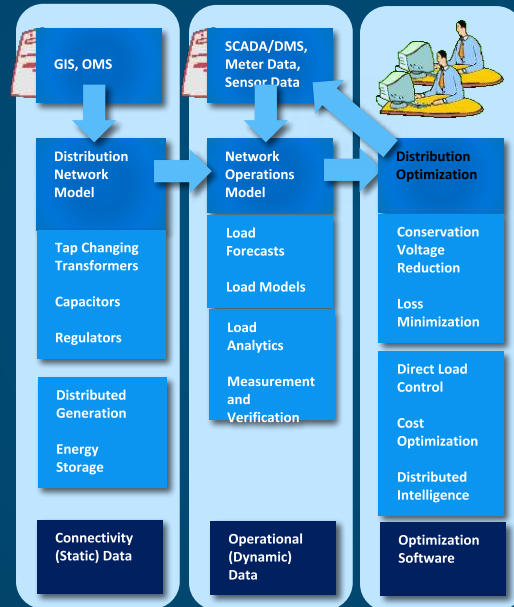 GIS, OMS
Distribution
Network
Model
Tap Changing
Transformers
Capacitors
Regulators
Distributed
Generation
Energy
Storage
Connectivity
(Static) Data
SCADA/DMS,
Meter Data,
Sensor Data
Network
Operations
Model
Load
Forecasts
Load Models
Load
Analytics
Measurement
and
Verification
Operational
(Dynamic)
Data
Distribution
Optimization
Conservation
Voltage
Reduction
Loss
Minimization
Direct Load
Control
Cost
Optimization
Distributed
Intelligence
Optimization
Software